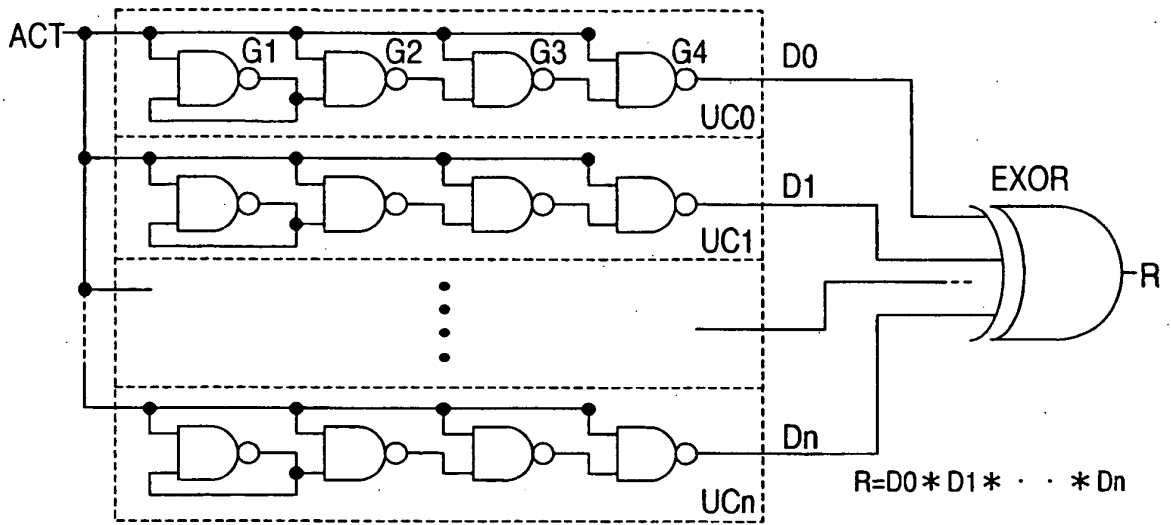 ACT
G1 G2 G3 G4
D0
UC0
EXOR
D1
UC1
R
Dn
UCn
R=D0*D1* · · · *Dn